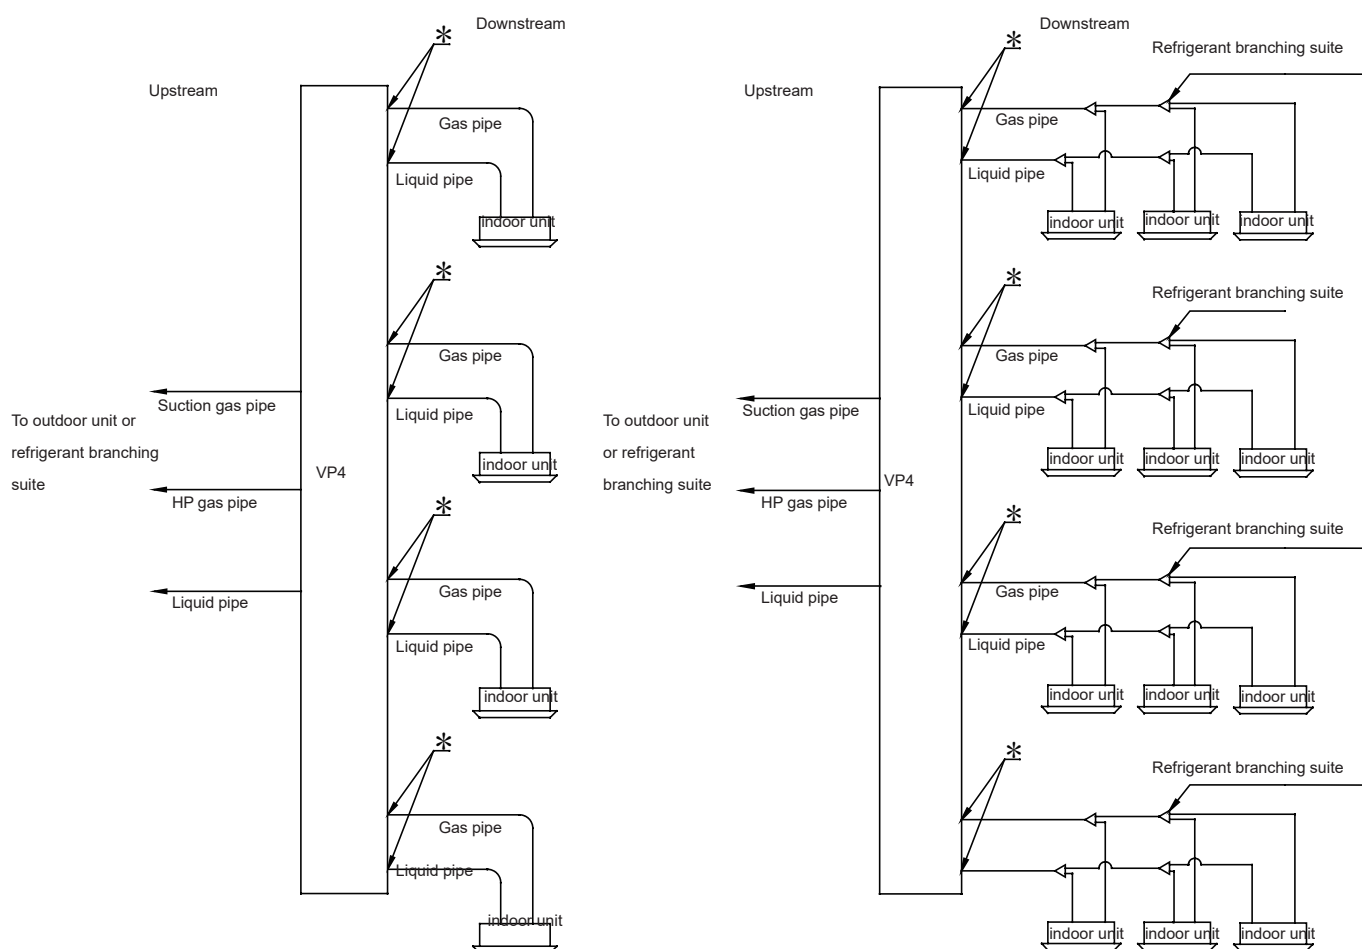 Downstream
*
Upstream
Gas pipe
Liquid pipe
indoor unit
*
Gas pipe
Liquid pipe
indoor unit
Suction gas pipe
To outdoor unit or
refrigerant branching
suite
VP4
HP gas pipe
*
Gas pipe
Liquid pipe
Liquid pipe
indoor unit
*
Gas pipe
Liquid pipe
indoor unit
Downstream
*
Refrigerant branching suite
Upstream
Gas pipe
Liquid pipe
indoor unit
indoor unit
indoor unit
*
Refrigerant branching suite
Gas pipe
Liquid pipe
indoor unit
indoor unit
indoor unit
Suction gas pipe
To outdoor unit
or refrigerant
branching suite
VP4
HP gas pipe
*
Refrigerant branching suite
Gas pipe
Liquid pipe
Liquid pipe
indoor unit
indoor unit
indoor unit
*
Refrigerant branching suite
indoor unit
indoor unit
indoor unit